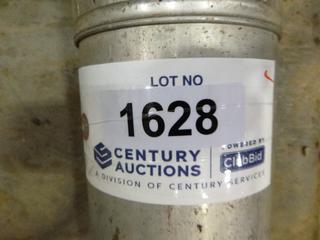 LOT NO
1628
CENTURY
AUCTIONS
POWERED BY
ClubBid
A DIVISION OF CENTURY SERVICES